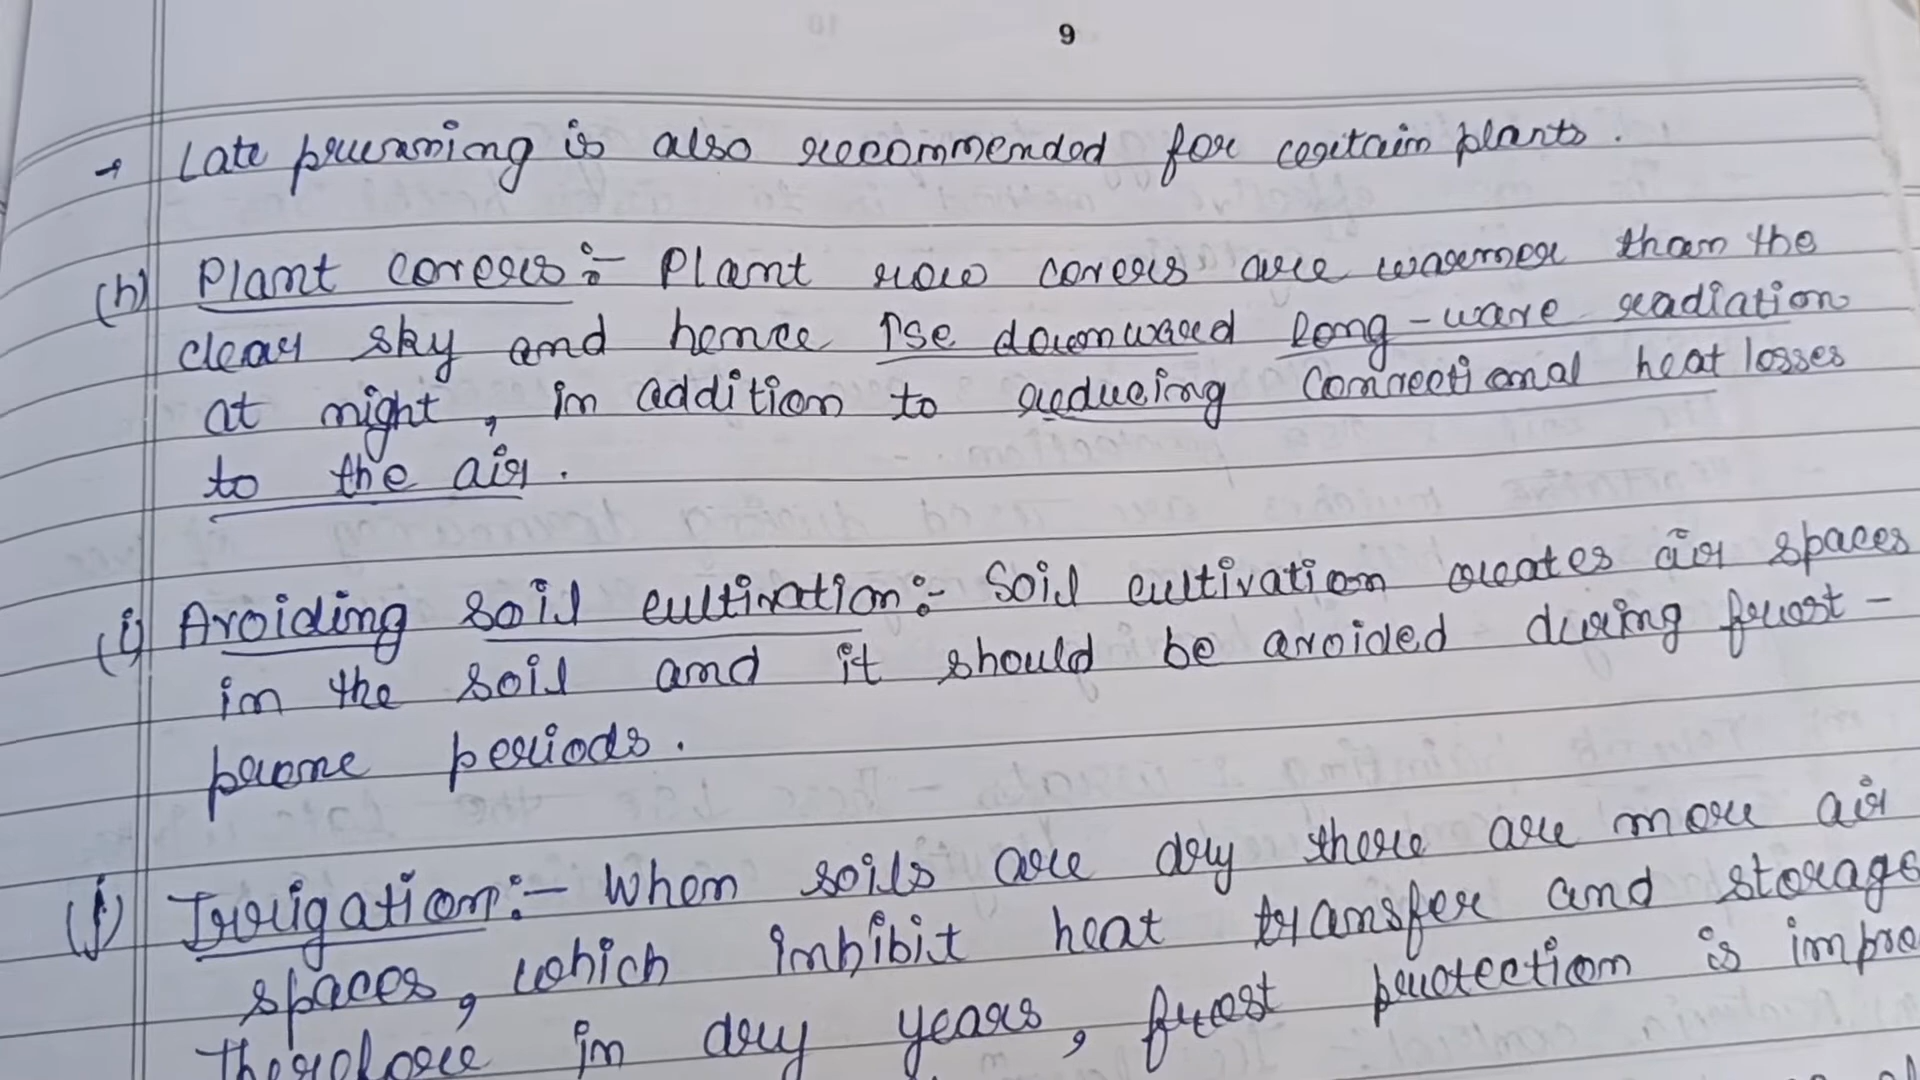 9
→ Late prunning is also recommended for certain plants.
(h) Plant covers:- Plant row covers are warmer than the
clear sky and hence ↑se downward long-wave radiation
at night, in addition to reducing convectional heat losses
to the air.
(i) Avoiding soil cultivation:- Soil cultivation creates air spaces
in the soil and it should be avoided during frost-
prone periods.
(j) Irrigation:- When soils are dry there are more air
spaces, which inhibit heat transfer and storage
Therefore in dry years, frost protection is impro